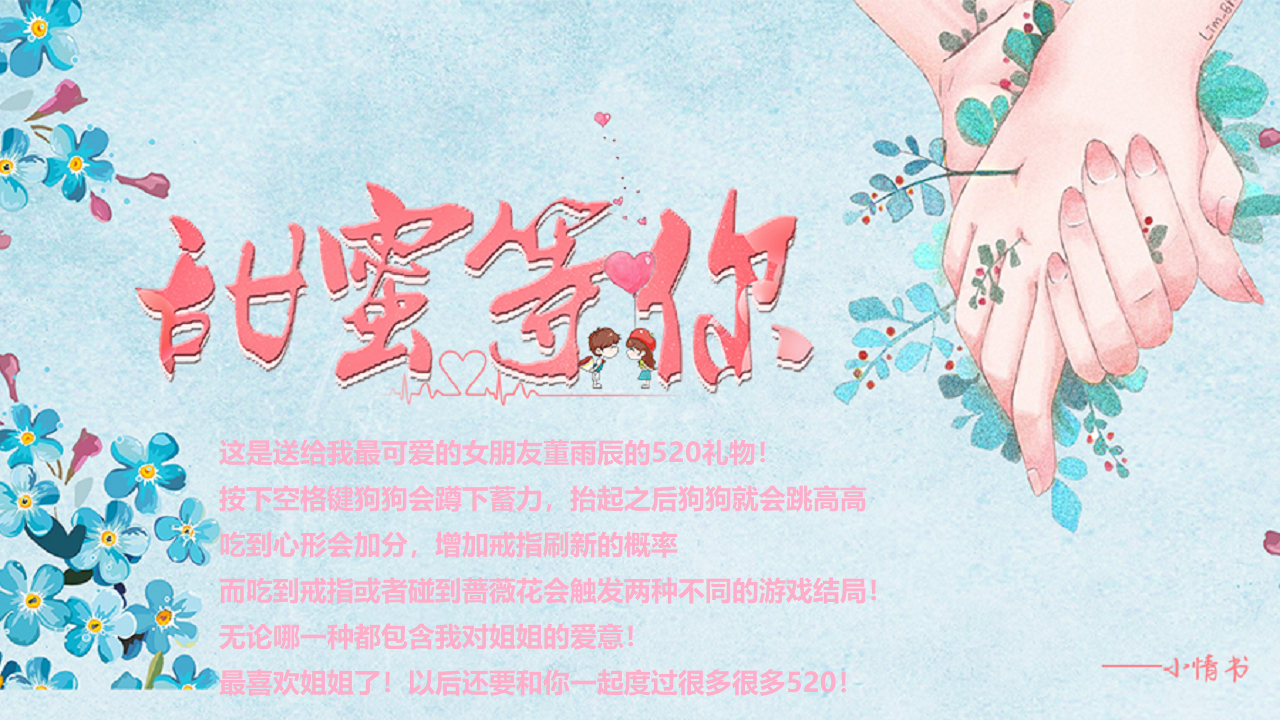 甜蜜等你
这是送给我最可爱的女朋友董雨辰的520礼物！
按下空格键狗狗会蹲下蓄力，抬起之后狗狗就会跳高高
吃到心形会加分，增加戒指刷新的概率
而吃到戒指或者碰到蔷薇花会触发两种不同的游戏结局！
无论哪一种都包含我对姐姐的爱意！
最喜欢姐姐了！以后还要和你一起度过很多很多520！
——小情书